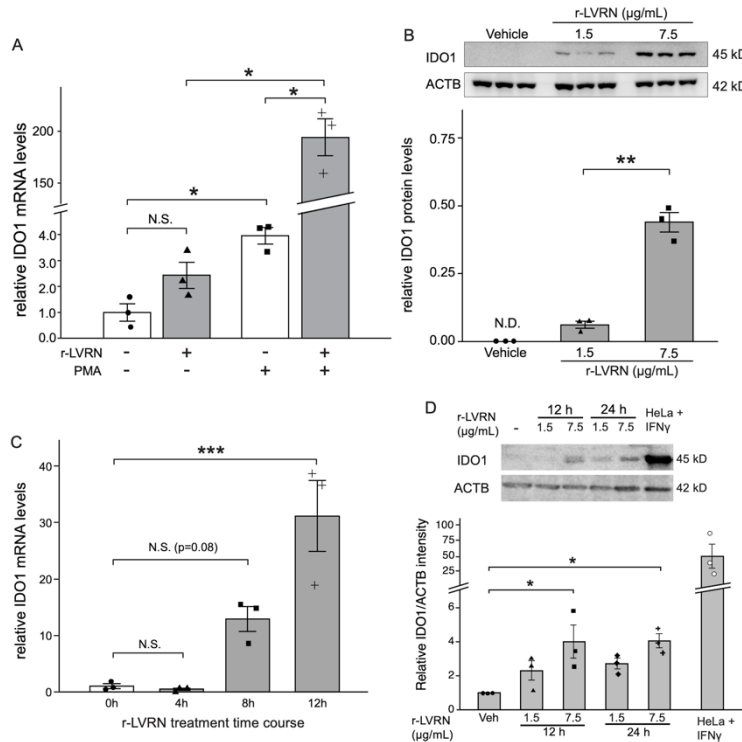 A
relative IDO1 mRNA levels
200
100
4.0
3.0
2.0
1.0
0.0
N.S.
*
*
*
r-LVRN - + - +
PMA - - + +
B
r-LVRN (µg/mL)
Vehicle 1.5 7.5
IDO1 45 kD
ACTB 42 kD
relative IDO1 protein levels
0.75
0.50
0.25
0.00
N.D.
**
Vehicle 1.5 7.5
r-LVRN (µg/mL)
C
relative IDO1 mRNA levels
40
30
20
10
0
***
N.S. (p=0.08)
N.S.
0h 4h 8h 12h
r-LVRN treatment time course
D
12 h 24 h HeLa +
r-LVRN - 1.5 7.5 1.5 7.5 IFNγ
(µg/mL)
IDO1 45 kD
ACTB 42 kD
Relative IDO1/ACTB intensity
100
75
50
25
6
4
2
0
*
*
r-LVRN Veh 1.5 7.5 1.5 7.5 HeLa +
(µg/mL) 12 h 24 h IFNγ